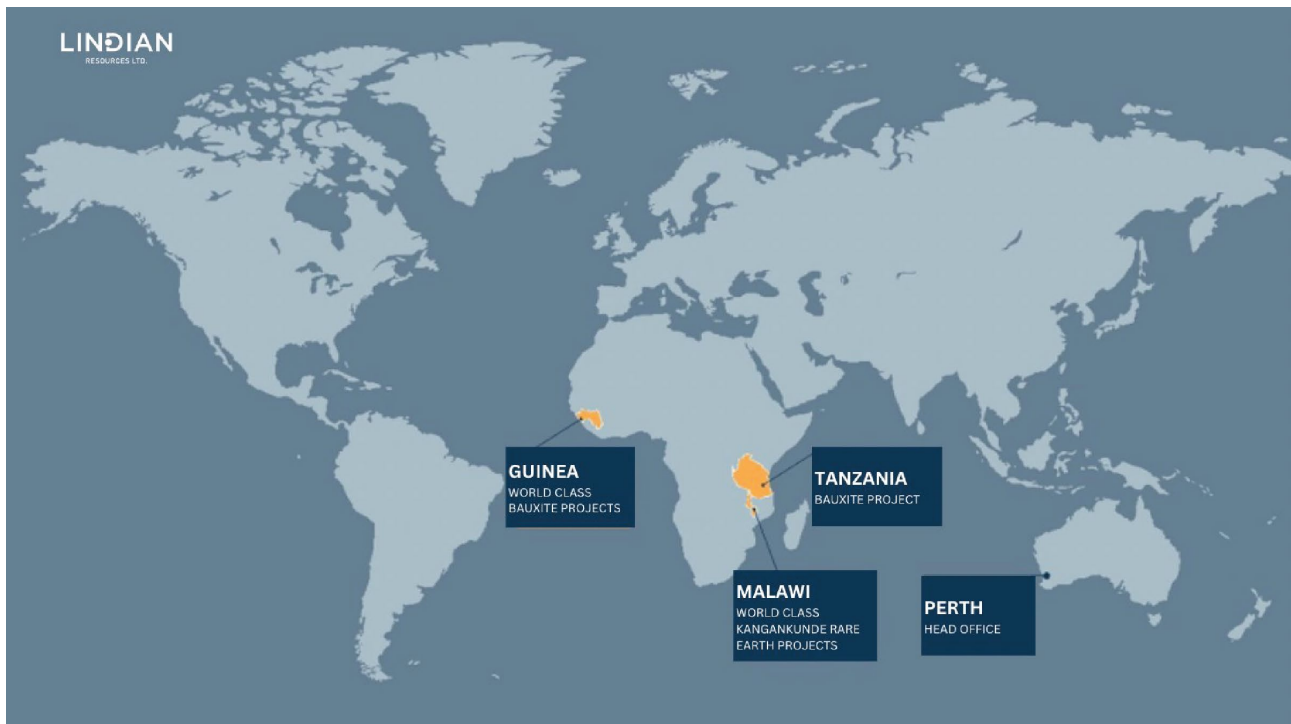 LINDIAN
RESOURCES LTD.
GUINEA
WORLD CLASS
BAUXITE PROJECTS
TANZANIA
BAUXITE PROJECT
MALAWI
WORLD CLASS
KANGANKUNDE RARE
EARTH PROJECTS
PERTH
HEAD OFFICE